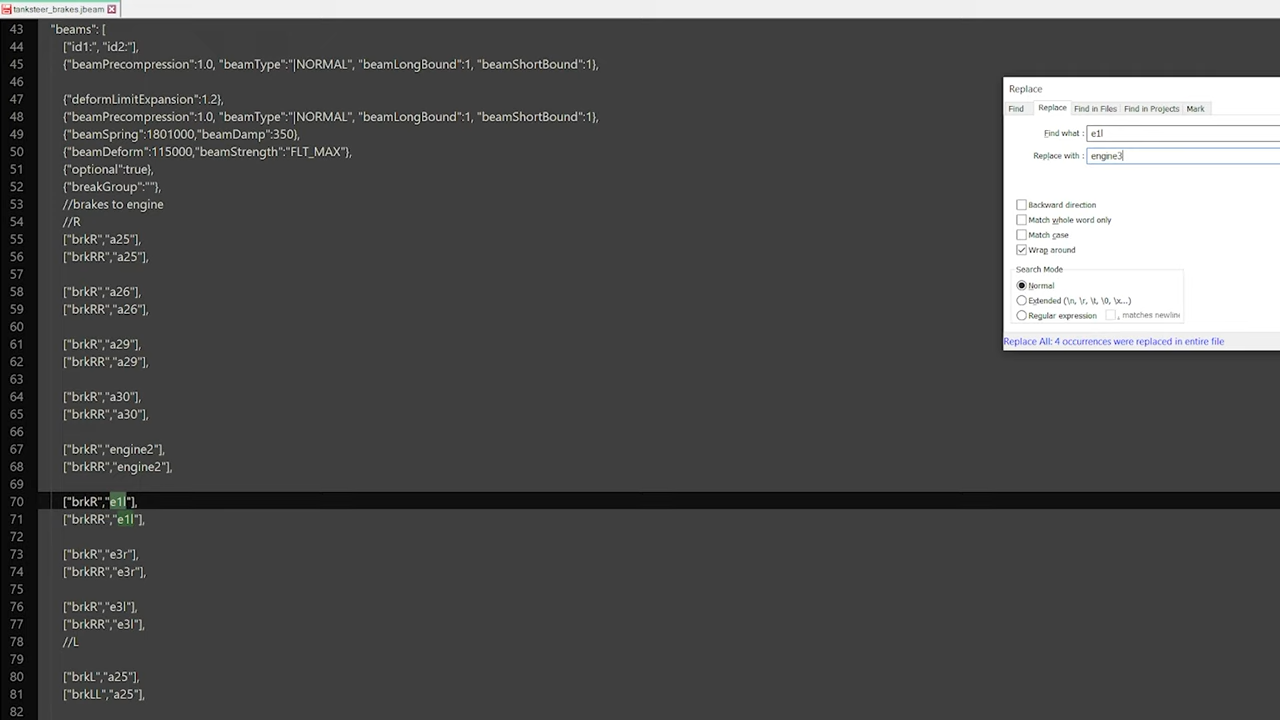 tanksteer_brakes.jbeam
43 "beams": [
44 ["id1:", "id2:"],
45 {"beamPrecompression":1.0, "beamType":"|NORMAL", "beamLongBound":1, "beamShortBound":1},
46
47 {"deformLimitExpansion":1.2},
48 {"beamPrecompression":1.0, "beamType":"|NORMAL", "beamLongBound":1, "beamShortBound":1},
49 {"beamSpring":1801000,"beamDamp":350},
50 {"beamDeform":115000,"beamStrength":"FLT_MAX"},
51 {"optional":true},
52 {"breakGroup":""},
53 //brakes to engine
54 //R
55 ["brkR","a25"],
56 ["brkRR","a25"],
57
58 ["brkR","a26"],
59 ["brkRR","a26"],
60
61 ["brkR","a29"],
62 ["brkRR","a29"],
63
64 ["brkR","a30"],
65 ["brkRR","a30"],
66
67 ["brkR","engine2"],
68 ["brkRR","engine2"],
69
70 ["brkR","e1l"],
71 ["brkRR","e1l"],
72
73 ["brkR","e3r"],
74 ["brkRR","e3r"],
75
76 ["brkR","e3l"],
77 ["brkRR","e3l"],
78 //L
79
80 ["brkL","a25"],
81 ["brkLL","a25"],
82
Replace
Find Replace Find in Files Find in Projects Mark
Find what : e1l
Replace with : engine3
Backward direction
Match whole word only
Match case
Wrap around
Search Mode
Normal
Extended (\n, \r, \t, \0, \x...)
Regular expression . matches newline
Replace All: 4 occurrences were replaced in entire file